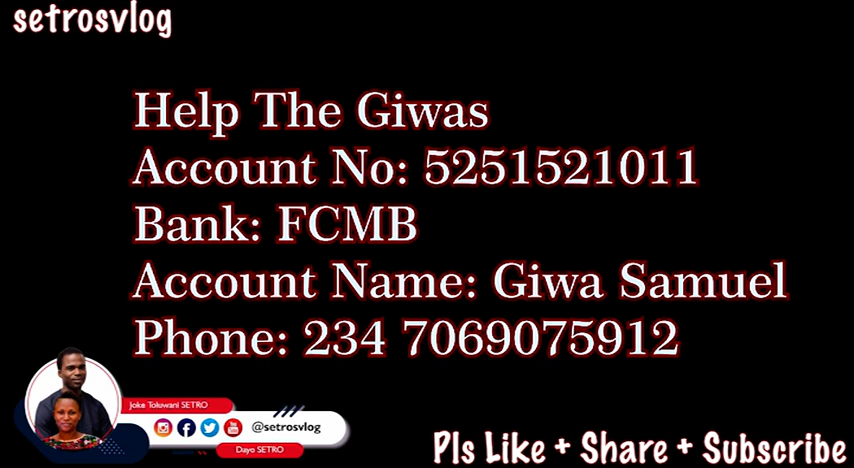 setrosvlog
Help The Giwas
Account No: 5251521011
Bank: FCMB
Account Name: Giwa Samuel
Phone: 234 7069075912
Joke Toluwani SETRO
@setrosvlog
Dayo SETRO
Pls Like + Share + Subscribe